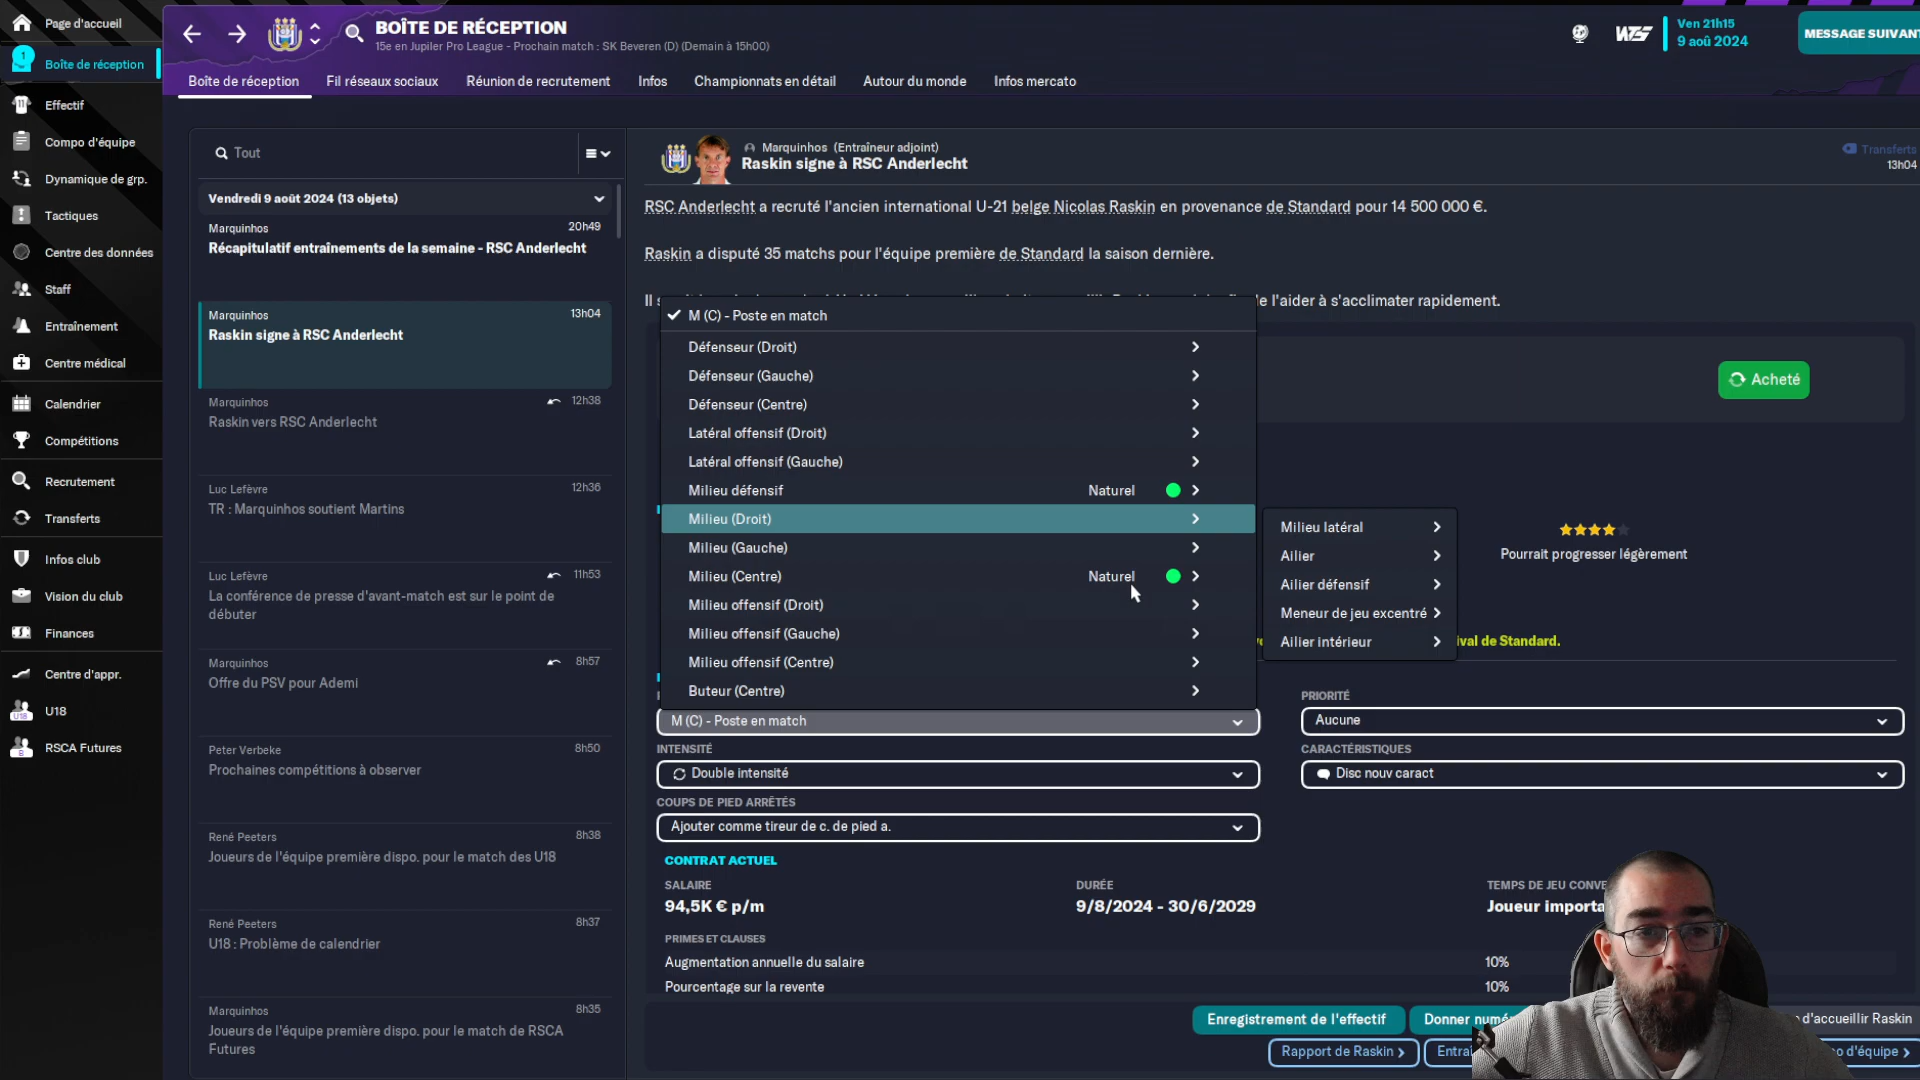 Page d'accueil
1
Boîte de réception
Effectif
Compo d'équipe
Dynamique de grp.
Tactiques
Centre des données
Staff
Entraînement
Centre médical
Calendrier
Compétitions
Recrutement
Transferts
Infos club
Vision du club
Finances
Centre d'appr.
U18
U18
RSCA Futures
BOÎTE DE RÉCEPTION
15e en Jupiler Pro League - Prochain match : SK Beveren (D) (Demain à 15h00)
Ven 21h15
9 aoû 2024
MESSAGE SUIVANT
Boîte de réception
Fil réseaux sociaux
Réunion de recrutement
Infos
Championnats en détail
Autour du monde
Infos mercato
Tout
Vendredi 9 août 2024 (13 objets)
Marquinhos 20h49
Récapitulatif entraînements de la semaine - RSC Anderlecht
Marquinhos 13h04
Raskin signe à RSC Anderlecht
Marquinhos 12h38
Raskin vers RSC Anderlecht
Luc Lefèvre 12h36
TR : Marquinhos soutient Martins
Luc Lefèvre 11h53
La conférence de presse d'avant-match est sur le point de
débuter
Marquinhos 8h57
Offre du PSV pour Ademi
Peter Verbeke 8h50
Prochaines compétitions à observer
René Peeters 8h38
Joueurs de l'équipe première dispo. pour le match des U18
René Peeters 8h37
U18 : Problème de calendrier
Marquinhos 8h35
Joueurs de l'équipe première dispo. pour le match de RSCA
Futures
Marquinhos (Entraîneur adjoint)
Raskin signe à RSC Anderlecht
Transferts
13h04
RSC Anderlecht a recruté l'ancien international U-21 belge Nicolas Raskin en provenance de Standard pour 14 500 000 €.
Raskin a disputé 35 matchs pour l'équipe première de Standard la saison dernière.
Il s l'aider à s'acclimater rapidement.
M (C) - Poste en match
Défenseur (Droit)
Défenseur (Gauche)
Défenseur (Centre)
Latéral offensif (Droit)
Latéral offensif (Gauche)
Milieu défensif Naturel
Milieu (Droit)
Milieu (Gauche)
Milieu (Centre) Naturel
Milieu offensif (Droit)
Milieu offensif (Gauche)
Milieu offensif (Centre)
Buteur (Centre)
Milieu latéral
Ailier
Ailier défensif
Meneur de jeu excentré
Ailier intérieur
Acheté
Pourrait progresser légèrement
ival de Standard.
M (C) - Poste en match
PRIORITÉ
Aucune
INTENSITÉ
Double intensité
CARACTÉRISTIQUES
Disc nouv caract
COUPS DE PIED ARRÊTÉS
Ajouter comme tireur de c. de pied a.
CONTRAT ACTUEL
SALAIRE
94,5K € p/m
DURÉE
9/8/2024 - 30/6/2029
TEMPS DE JEU CONVE
Joueur importa
PRIMES ET CLAUSES
Augmentation annuelle du salaire 10%
Pourcentage sur la revente 10%
Enregistrement de l'effectif
Donner numé
d'accueillir Raskin
Rapport de Raskin
Entra
o d'équipe